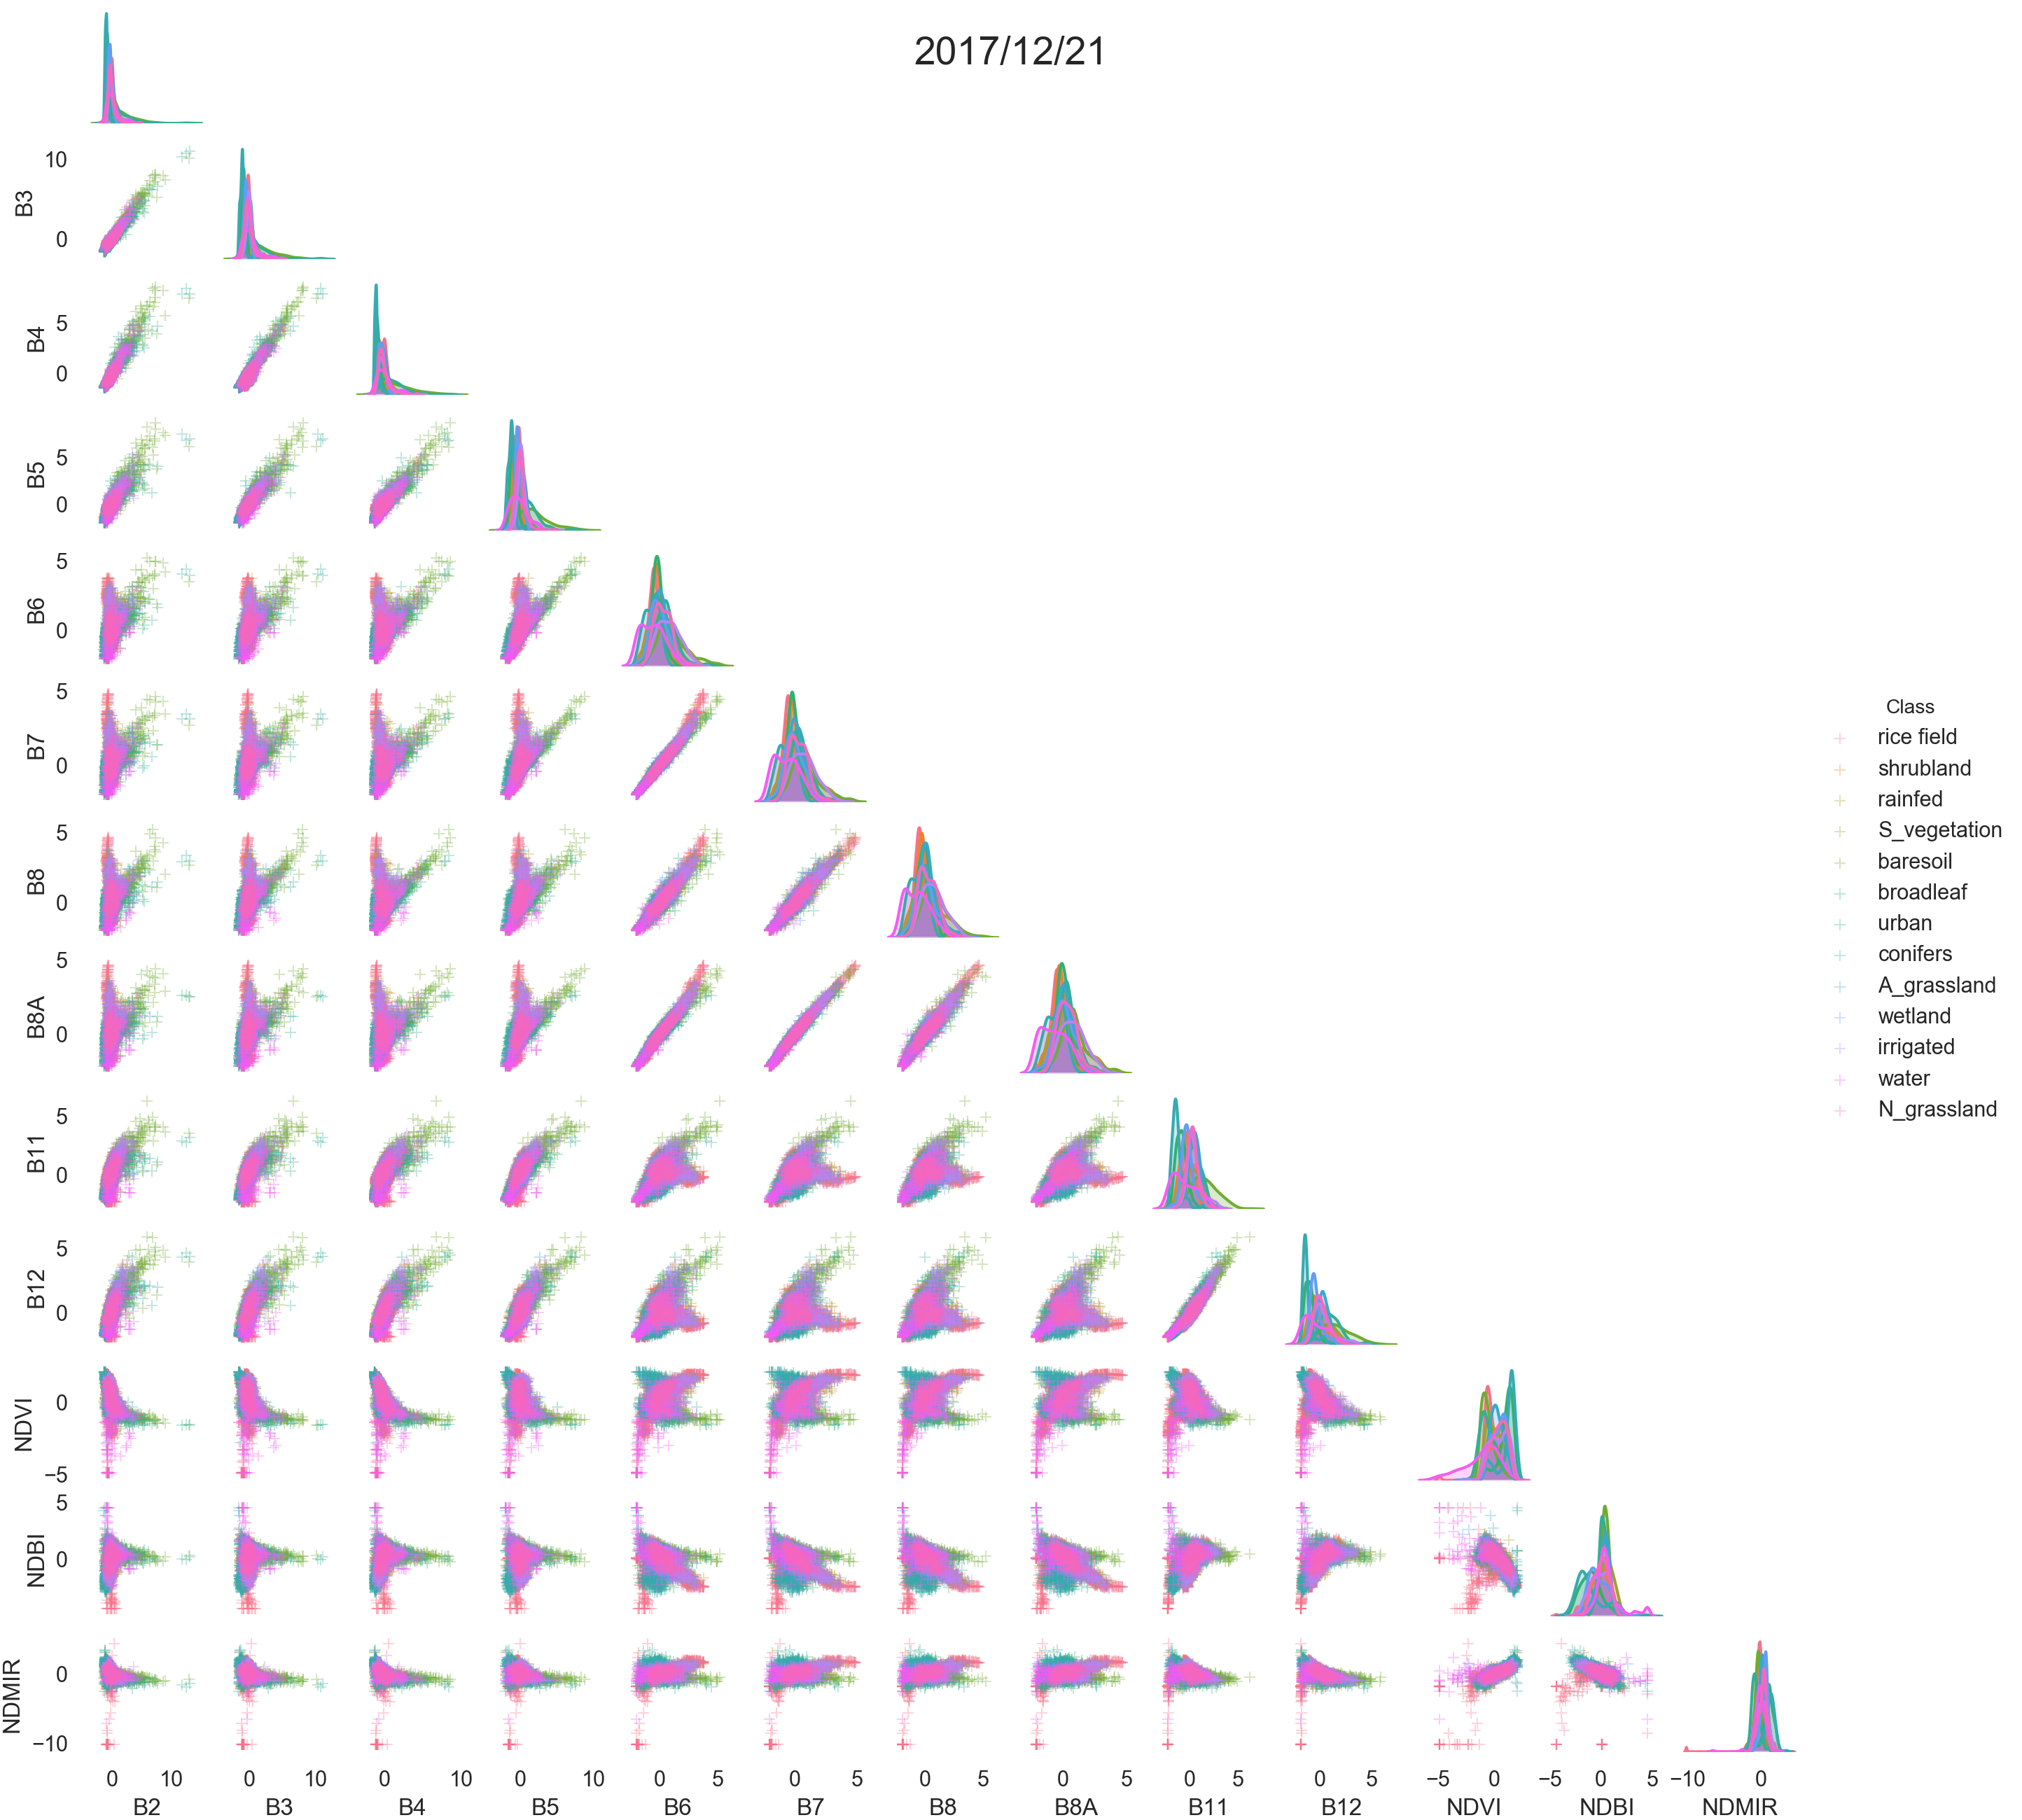 2017/12/21
10
B3
0
5
B4
0
5
B5
0
5
B6
0
5
B7
0
5
B8
0
5
B8A
0
5
B11
0
5
B12
0
0
NDVI
−5
5
NDBI
0
0
NDMIR
−10
0 10 0 10 0 10 0 10 0 5 0 5 0 5 0 5 0 5 0 5 −5 0 −5 0 5 −10 0
B2 B3 B4 B5 B6 B7 B8 B8A B11 B12 NDVI NDBI NDMIR
Class
rice field
shrubland
rainfed
S_vegetation
baresoil
broadleaf
urban
conifers
A_grassland
wetland
irrigated
water
N_grassland